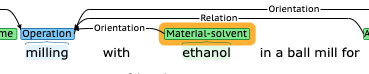 Orientation
Relation
me Operation Orientation Material-solvent A
milling with ethanol in a ball mill for